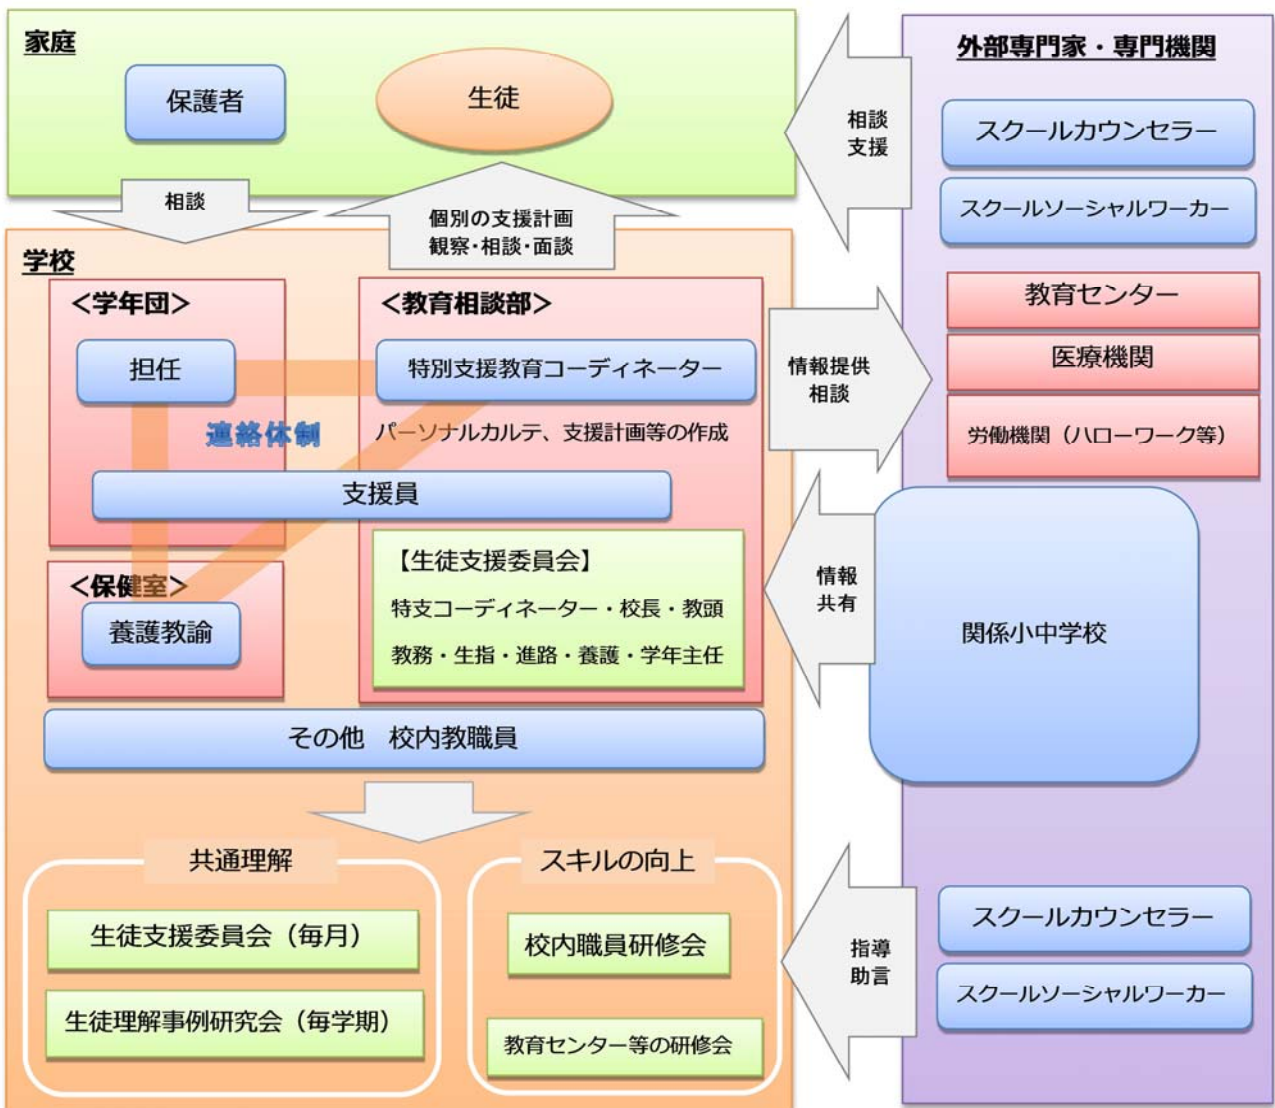 家庭
保護者
生徒
相談
個別の支援計画
観察・相談・面談
学校
＜学年団＞
担任
＜教育相談部＞
特別支援教育コーディネーター
パーソナルカルテ、支援計画等の作成
連絡体制
支援員
＜保健室＞
養護教諭
【生徒支援委員会】
特支コーディネーター・校長・教頭
教務・生指・進路・養護・学年主任
その他　校内教職員
共通理解
生徒支援委員会（毎月）
生徒理解事例研究会（毎学期）
スキルの向上
校内職員研修会
教育センター等の研修会
相談
支援
情報提供
相談
情報
共有
指導
助言
外部専門家・専門機関
スクールカウンセラー
スクールソーシャルワーカー
教育センター
医療機関
労働機関（ハローワーク等）
関係小中学校
スクールカウンセラー
スクールソーシャルワーカー